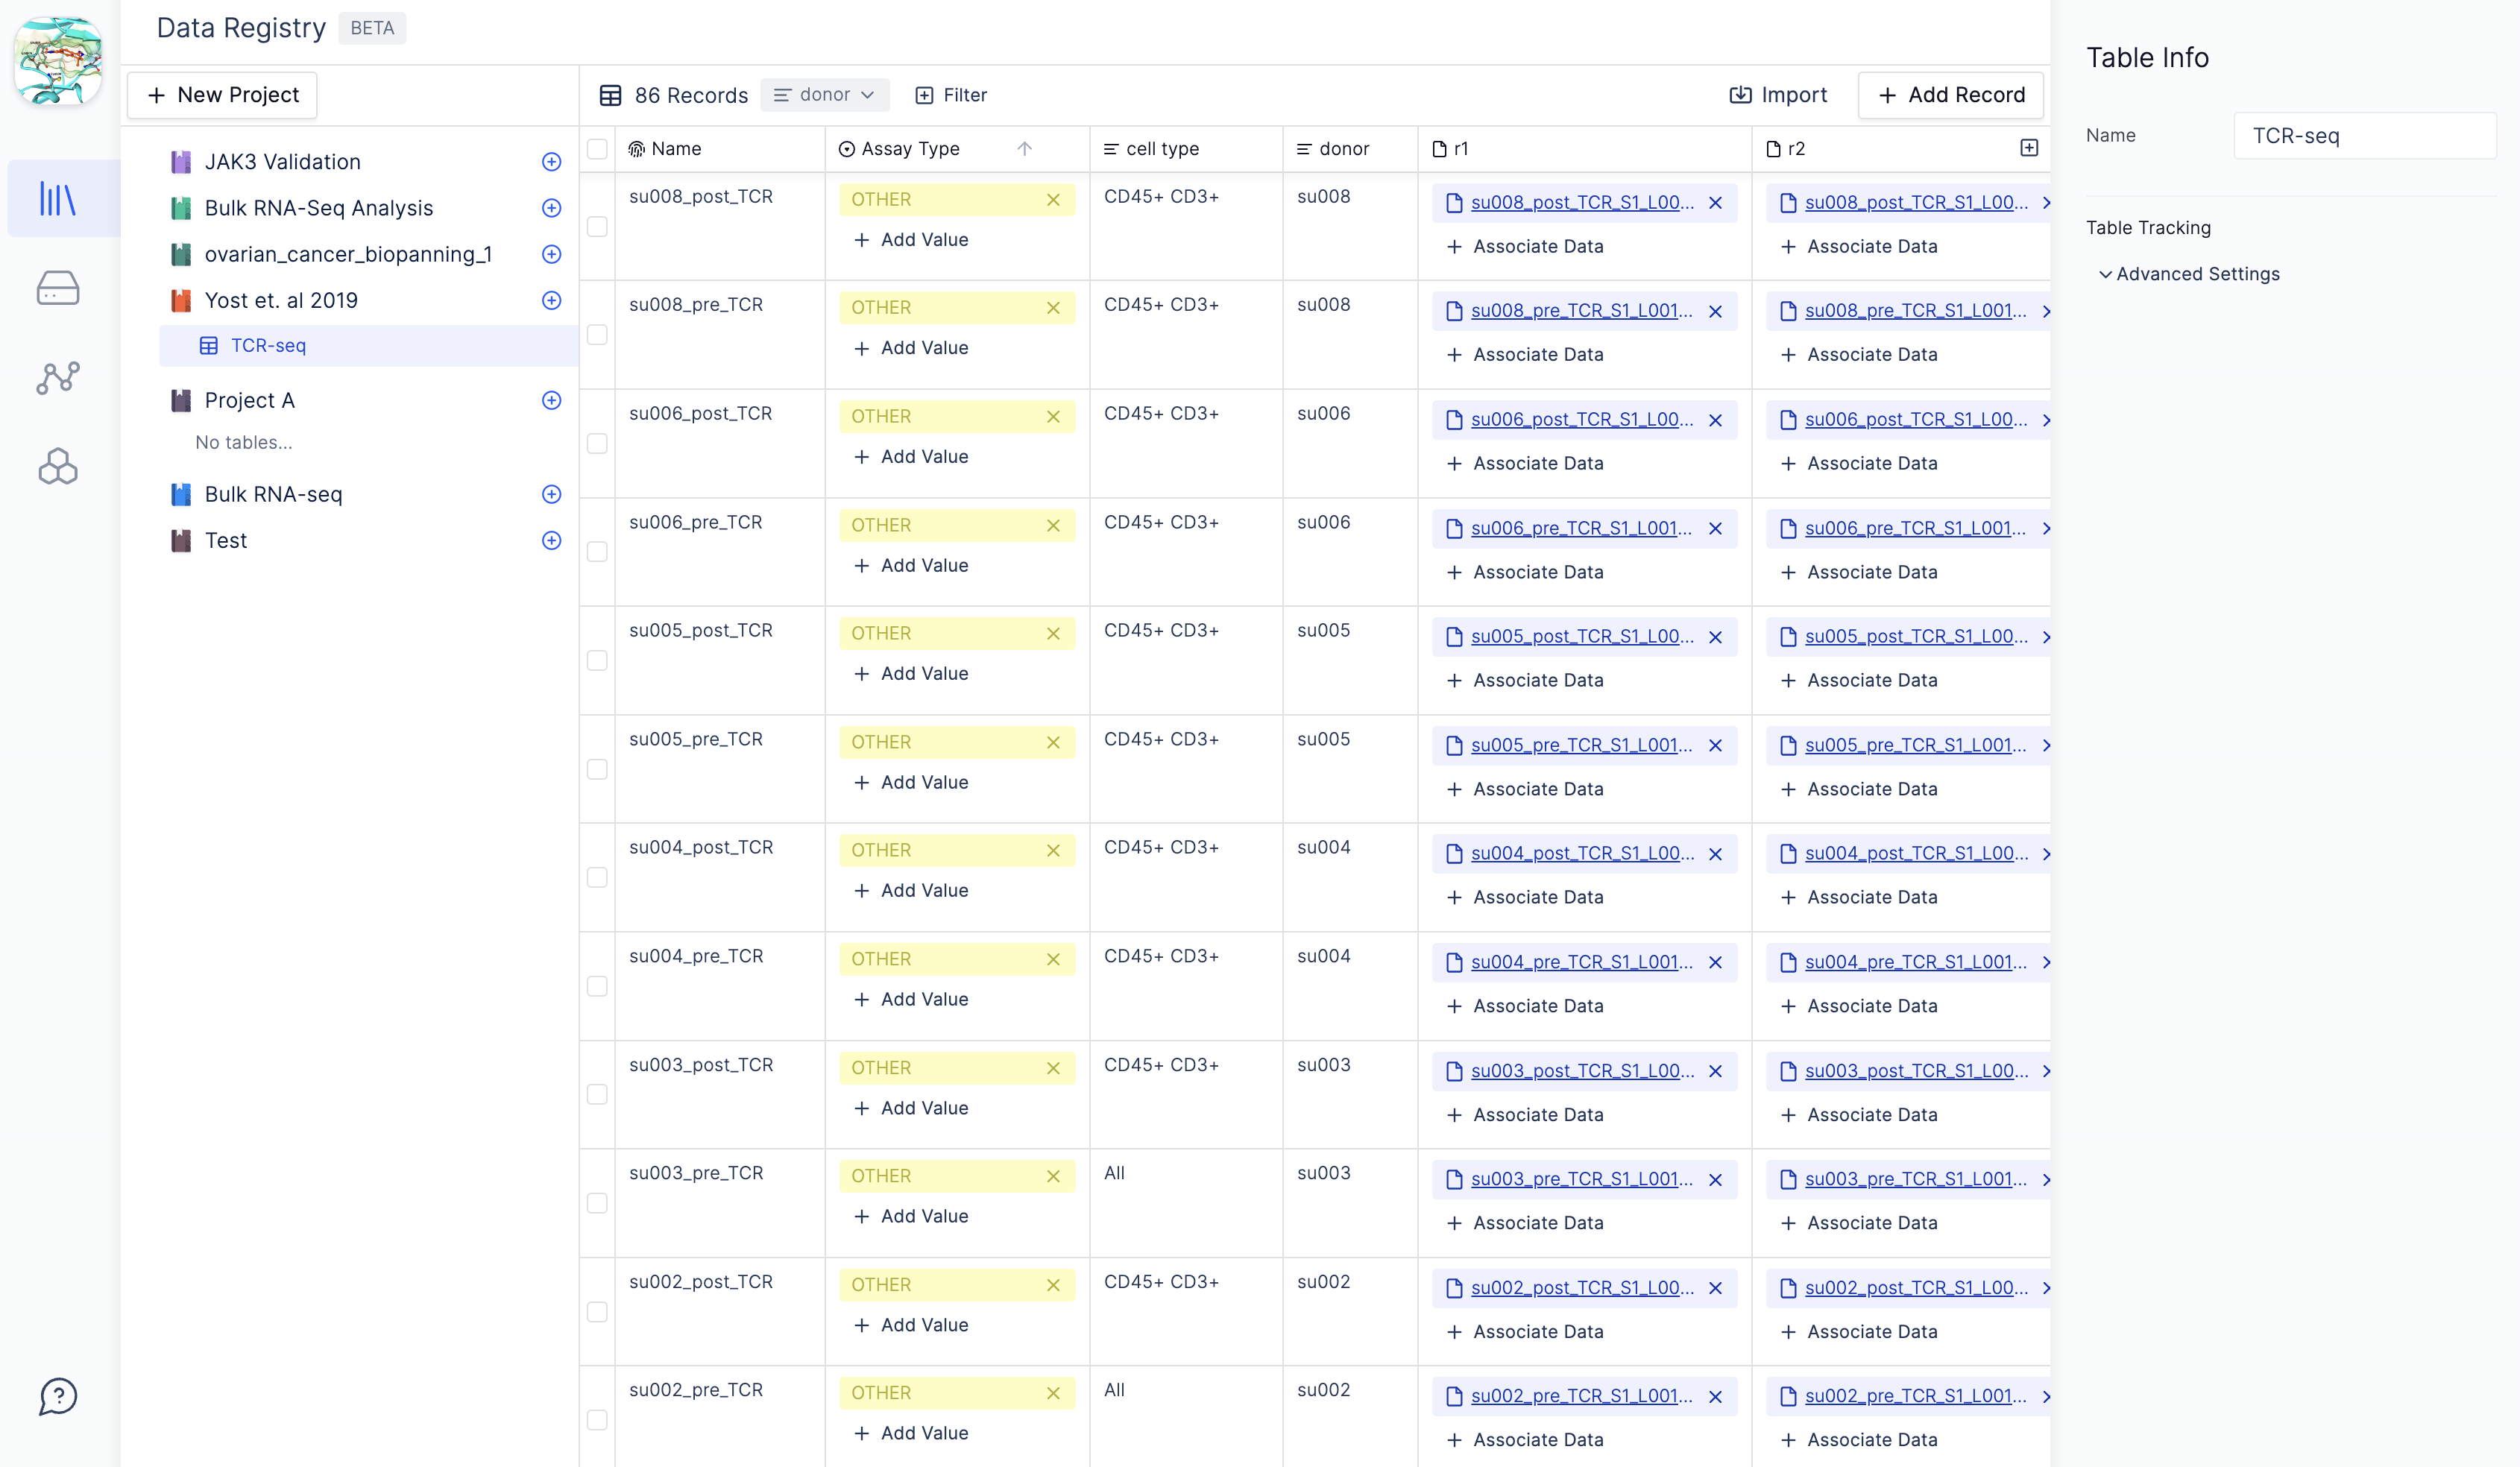 Data Registry BETA
New Project
86 Records donor Filter Import Add Record
JAK3 Validation
Bulk RNA-Seq Analysis
ovarian_cancer_biopanning_1
Yost et. al 2019
TCR-seq
Project A
No tables...
Bulk RNA-seq
Test
Name Assay Type cell type donor r1 r2
su008_post_TCR OTHER CD45+ CD3+ su008 su008_post_TCR_S1_L00... su008_post_TCR_S1_L00...
Add Value Associate Data Associate Data
su008_pre_TCR OTHER CD45+ CD3+ su008 su008_pre_TCR_S1_L001... su008_pre_TCR_S1_L001...
Add Value Associate Data Associate Data
su006_post_TCR OTHER CD45+ CD3+ su006 su006_post_TCR_S1_L00... su006_post_TCR_S1_L00...
Add Value Associate Data Associate Data
su006_pre_TCR OTHER CD45+ CD3+ su006 su006_pre_TCR_S1_L001... su006_pre_TCR_S1_L001...
Add Value Associate Data Associate Data
su005_post_TCR OTHER CD45+ CD3+ su005 su005_post_TCR_S1_L00... su005_post_TCR_S1_L00...
Add Value Associate Data Associate Data
su005_pre_TCR OTHER CD45+ CD3+ su005 su005_pre_TCR_S1_L001... su005_pre_TCR_S1_L001...
Add Value Associate Data Associate Data
su004_post_TCR OTHER CD45+ CD3+ su004 su004_post_TCR_S1_L00... su004_post_TCR_S1_L00...
Add Value Associate Data Associate Data
su004_pre_TCR OTHER CD45+ CD3+ su004 su004_pre_TCR_S1_L001... su004_pre_TCR_S1_L001...
Add Value Associate Data Associate Data
su003_post_TCR OTHER CD45+ CD3+ su003 su003_post_TCR_S1_L00... su003_post_TCR_S1_L00...
Add Value Associate Data Associate Data
su003_pre_TCR OTHER All su003 su003_pre_TCR_S1_L001... su003_pre_TCR_S1_L001...
Add Value Associate Data Associate Data
su002_post_TCR OTHER CD45+ CD3+ su002 su002_post_TCR_S1_L00... su002_post_TCR_S1_L00...
Add Value Associate Data Associate Data
su002_pre_TCR OTHER All su002 su002_pre_TCR_S1_L001... su002_pre_TCR_S1_L001...
Add Value Associate Data Associate Data
Table Info
Name TCR-seq
Table Tracking
Advanced Settings